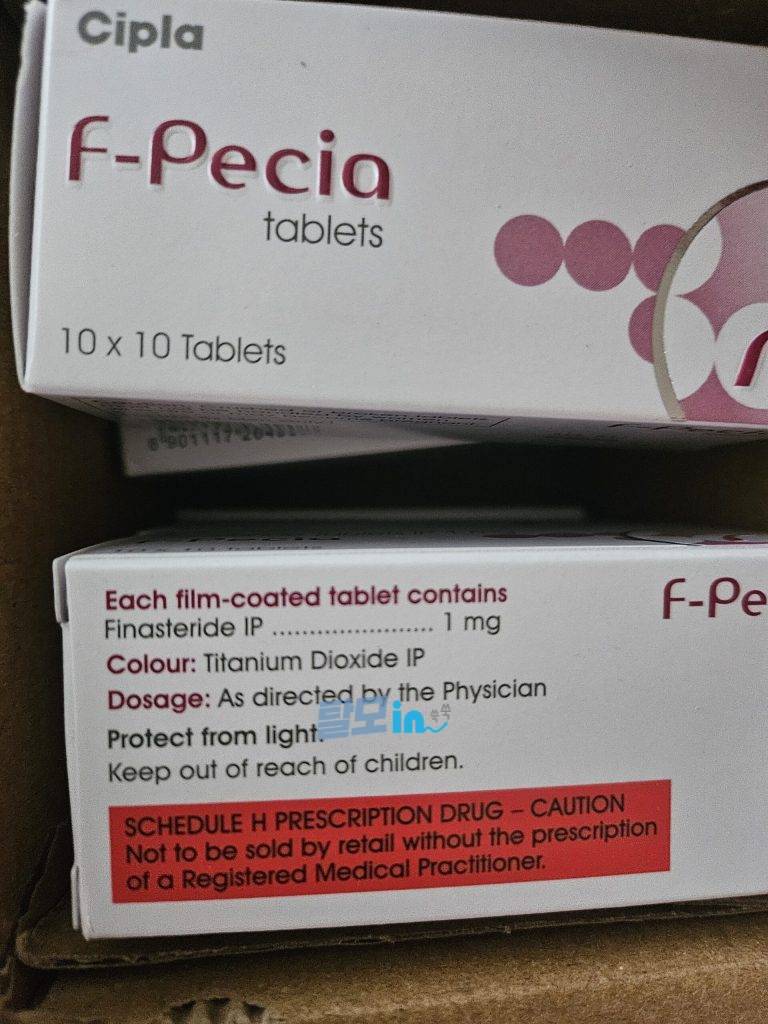 Cipla
F-Pecia
tablets
10 x 10 Tablets
Each film-coated tablet contains
F-Pe
Finasteride IP ...................... 1 mg
Colour: Titanium Dioxide IP
Dosage: As directed by the Physician
탈모in
Protect from light.
Keep out of reach of children.
SCHEDULE H PRESCRIPTION DRUG – CAUTION
Not to be sold by retail without the prescription
of a Registered Medical Practitioner.